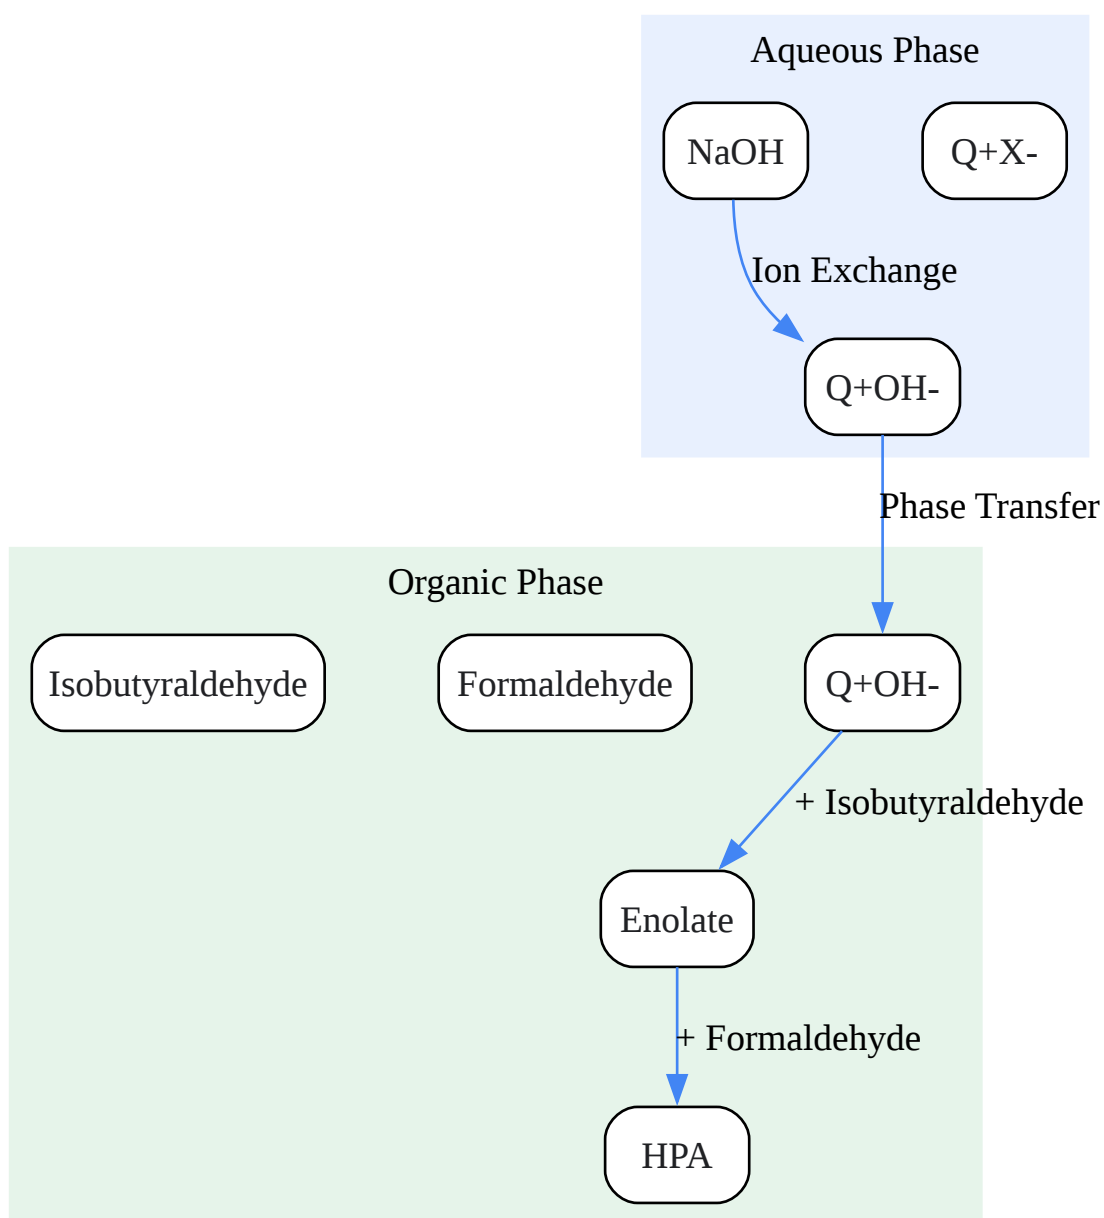 Aqueous Phase
NaOH
Q+X-
Ion Exchange
Q+OH-
Phase Transfer
Organic Phase
Isobutyraldehyde
Formaldehyde
Q+OH-
+ Isobutyraldehyde
Enolate
+ Formaldehyde
HPA